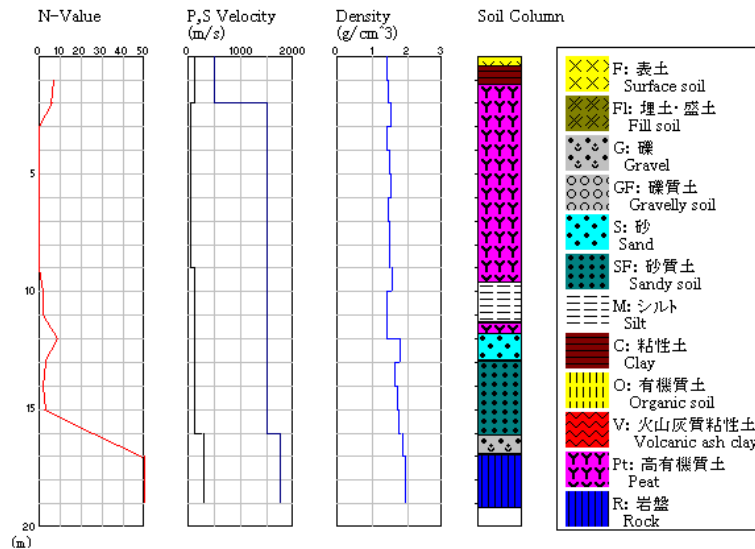 N-Value
P,S Velocity
(m/s)
Density
(g/cm^3)
Soil Column
0 10 20 30 40 50
0 1000 2000
0 1 2 3
5
10
15
20
(m)
F: 表土
Surface soil
Fl: 埋土・盛土
Fill soil
G: 礫
Gravel
GF: 礫質土
Gravelly soil
S: 砂
Sand
SF: 砂質土
Sandy soil
M: シルト
Silt
C: 粘性土
Clay
O: 有機質土
Organic soil
V: 火山灰質粘性土
Volcanic ash clay
Pt: 高有機質土
Peat
R: 岩盤
Rock